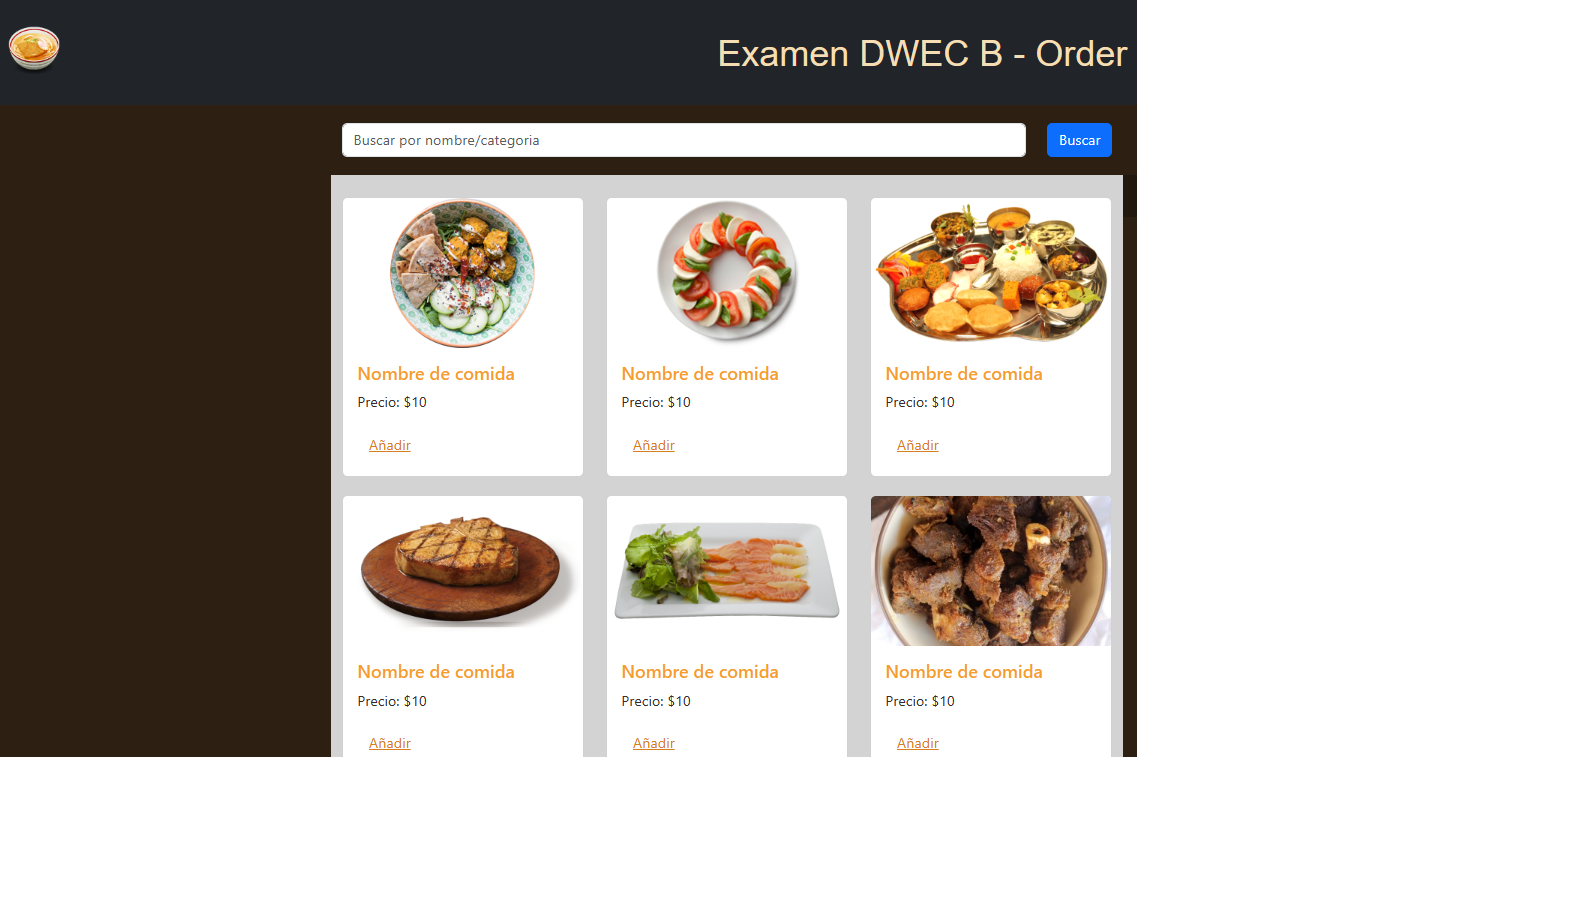 Examen DWEC B - Order
Buscar por nombre/categoria
Buscar
Nombre de comida
Precio: $10
Añadir
Nombre de comida
Precio: $10
Añadir
Nombre de comida
Precio: $10
Añadir
Nombre de comida
Precio: $10
Añadir
Nombre de comida
Precio: $10
Añadir
Nombre de comida
Precio: $10
Añadir